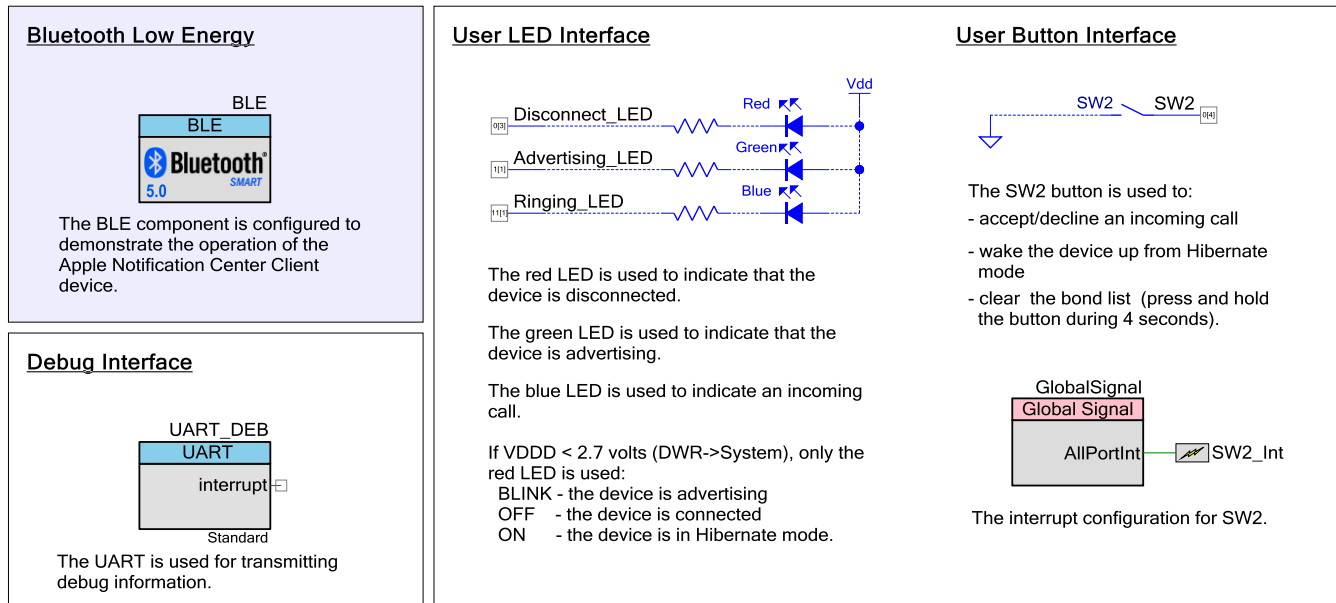 Bluetooth Low Energy
BLE
BLE
Bluetooth®
SMART
5.0
The BLE component is configured to
demonstrate the operation of the
Apple Notification Center Client
device.
Debug Interface
UART_DEB
UART
interrupt
Standard
The UART is used for transmitting
debug information.
User LED Interface
Vdd
0[3] Disconnect_LED Red
1[1] Advertising_LED Green
11[1] Ringing_LED Blue
The red LED is used to indicate that the
device is disconnected.
The green LED is used to indicate that the
device is advertising.
The blue LED is used to indicate an incoming
call.
If VDDD < 2.7 volts (DWR->System), only the
red LED is used:
BLINK - the device is advertising
OFF - the device is connected
ON - the device is in Hibernate mode.
User Button Interface
SW2 SW2 0[4]
The SW2 button is used to:
- accept/decline an incoming call
- wake the device up from Hibernate
mode
- clear the bond list (press and hold
the button during 4 seconds).
GlobalSignal
Global Signal
AllPortInt SW2_Int
The interrupt configuration for SW2.